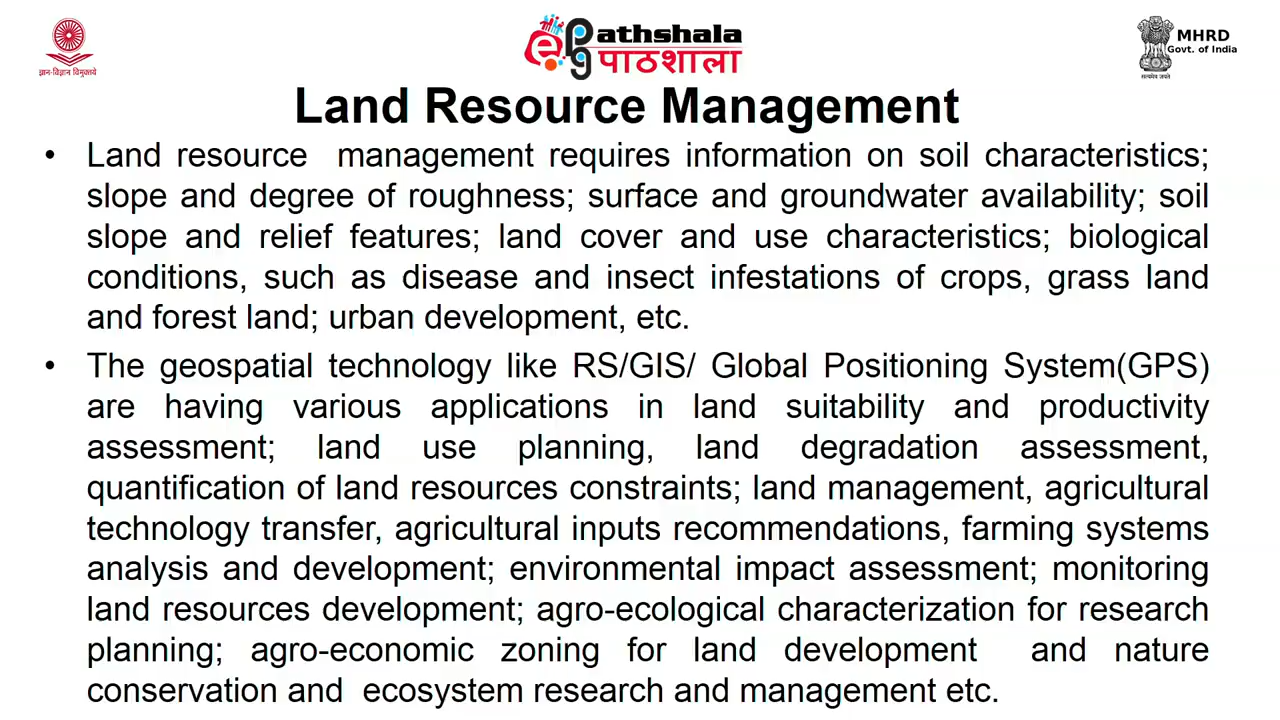 ज्ञान-विज्ञान विमुक्तये
ePathshala
पाठशाला
MHRD
Govt. of India
सत्यमेव जयते
Land Resource Management
• Land resource management requires information on soil characteristics;
slope and degree of roughness; surface and groundwater availability; soil
slope and relief features; land cover and use characteristics; biological
conditions, such as disease and insect infestations of crops, grass land
and forest land; urban development, etc.
• The geospatial technology like RS/GIS/ Global Positioning System(GPS)
are having various applications in land suitability and productivity
assessment; land use planning, land degradation assessment,
quantification of land resources constraints; land management, agricultural
technology transfer, agricultural inputs recommendations, farming systems
analysis and development; environmental impact assessment; monitoring
land resources development; agro-ecological characterization for research
planning; agro-economic zoning for land development and nature
conservation and ecosystem research and management etc.